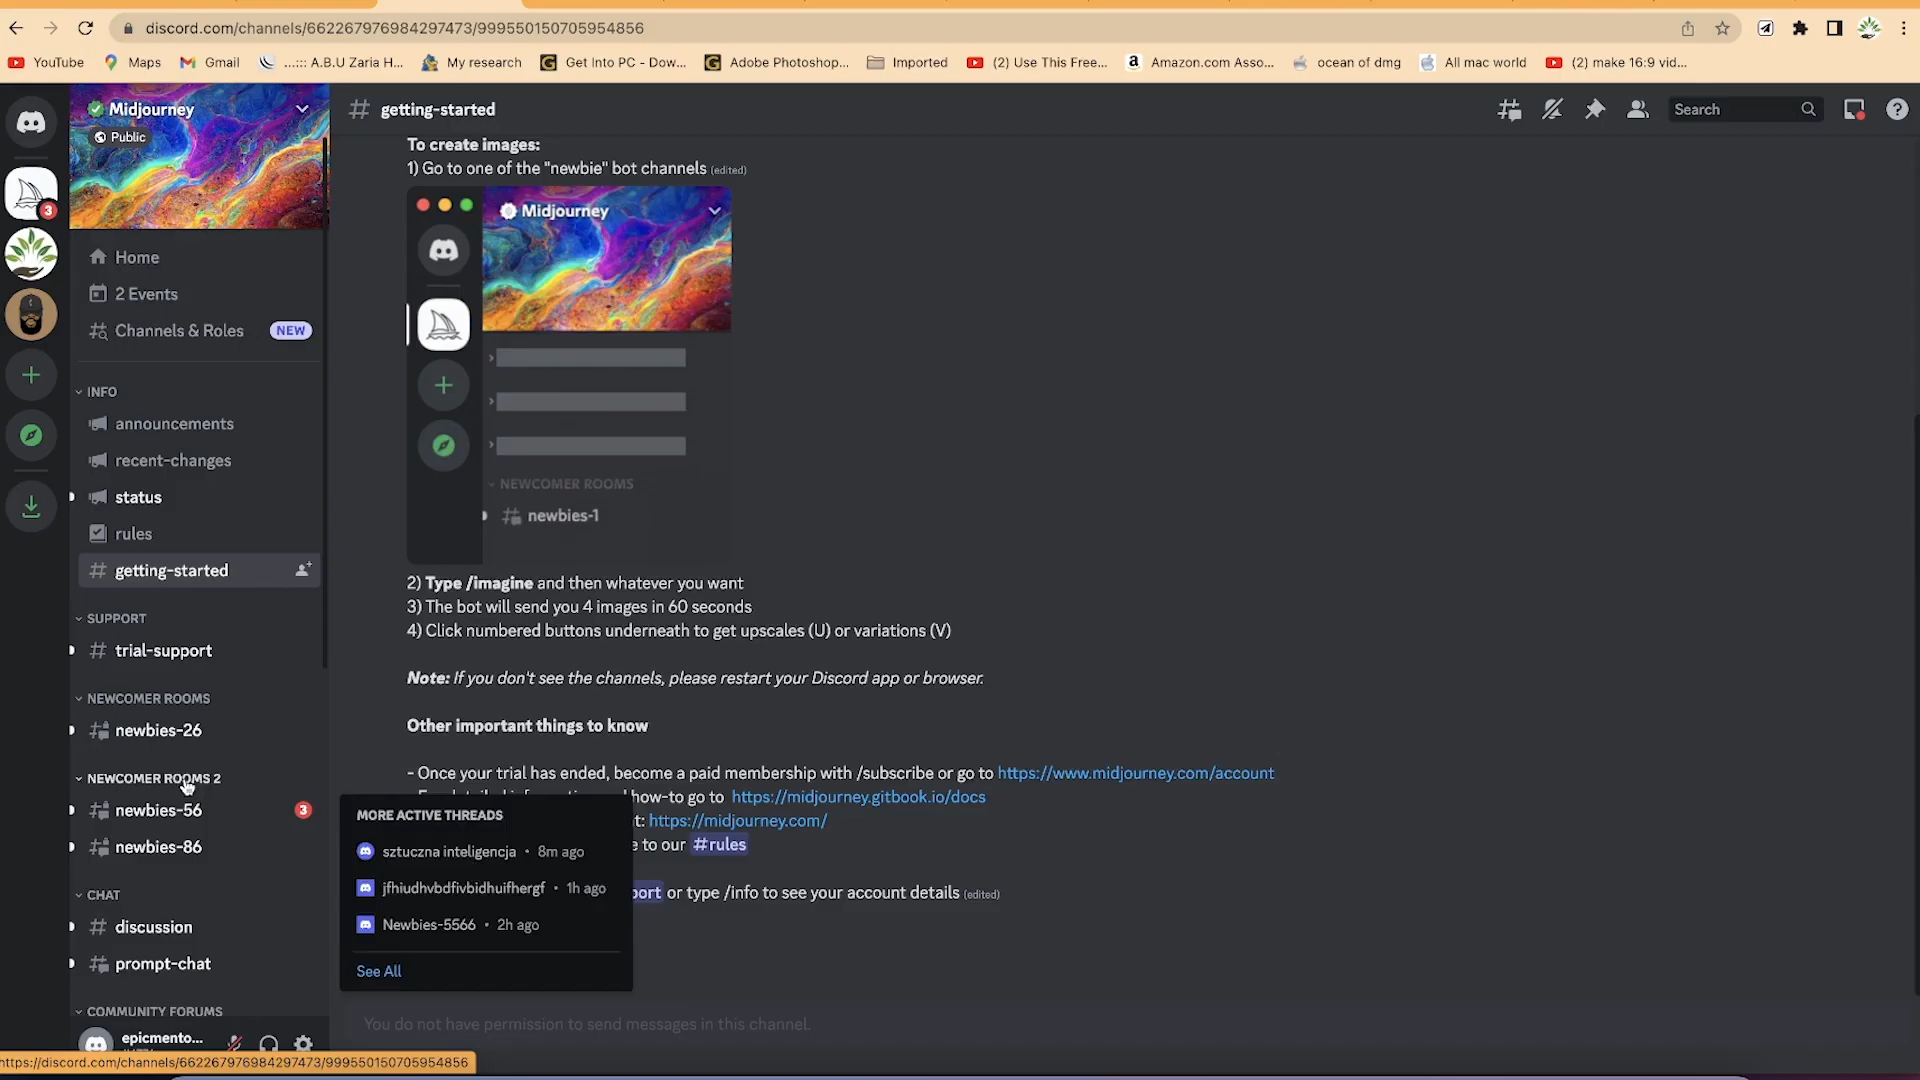 discord.com/channels/662267976984297473/999550150705954856
YouTube
Maps
Gmail
...::: A.B.U Zaria H...
My research
Get Into PC - Dow...
Adobe Photoshop...
Imported
(2) Use This Free...
Amazon.com Asso...
ocean of dmg
All mac world
(2) make 16:9 vid...
Midjourney
Public
3
Home
2 Events
Channels & Roles NEW
INFO
announcements
recent-changes
status
rules
getting-started
SUPPORT
trial-support
NEWCOMER ROOMS
newbies-26
NEWCOMER ROOMS 2
newbies-56 3
newbies-86
CHAT
discussion
prompt-chat
COMMUNITY FORUMS
epicmento...
https://discord.com/channels/662267976984297473/999550150705954856
getting-started
Search
To create images:
1) Go to one of the "newbie" bot channels (edited)
Midjourney
NEWCOMER ROOMS
newbies-1
2) Type /imagine and then whatever you want
3) The bot will send you 4 images in 60 seconds
4) Click numbered buttons underneath to get upscales (U) or variations (V)
Note: If you don't see the channels, please restart your Discord app or browser.
Other important things to know
- Once your trial has ended, become a paid membership with /subscribe or go to https://www.midjourney.com/account
how-to go to https://midjourney.gitbook.io/docs
t: https://midjourney.com/
e to our #rules
port or type /info to see your account details (edited)
MORE ACTIVE THREADS
sztuczna inteligencja • 8m ago
jfhiudhvbdfivbidhuifhergf • 1h ago
Newbies-5566 • 2h ago
See All
You do not have permission to send messages in this channel.